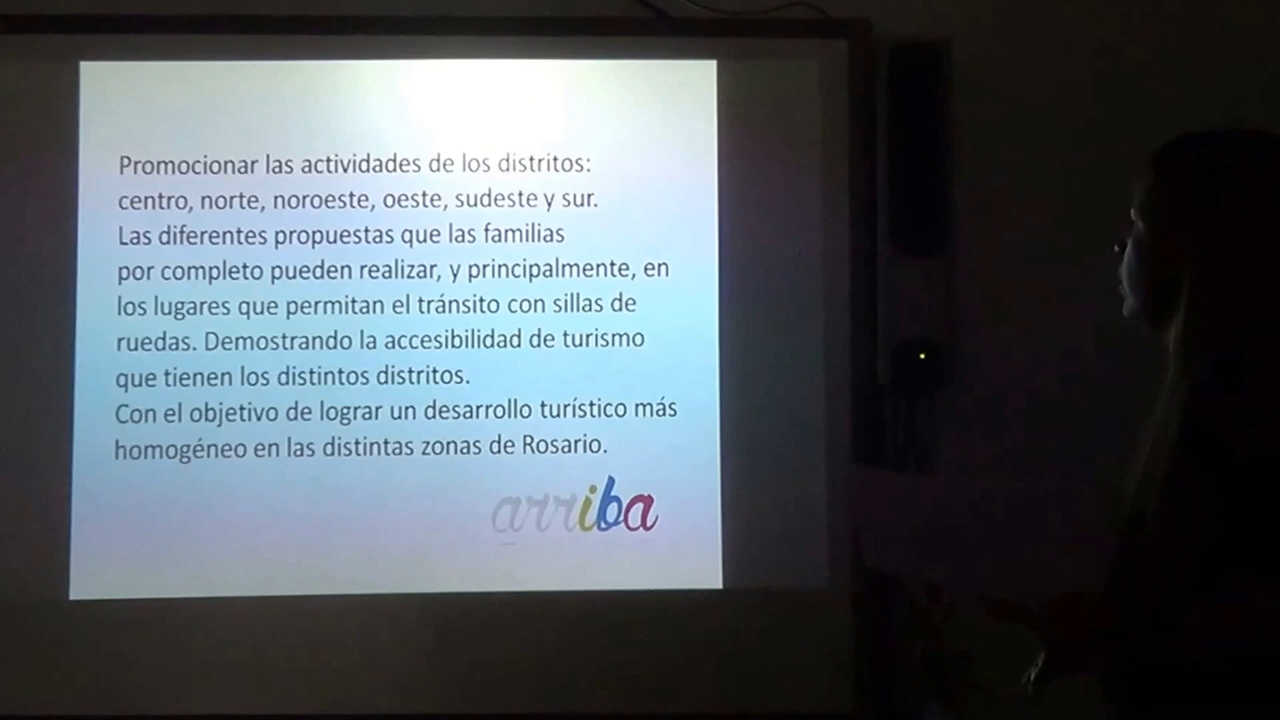 Promocionar las actividades de los distritos:
centro, norte, noroeste, oeste, sudeste y sur.
Las diferentes propuestas que las familias
por completo pueden realizar, y principalmente, en
los lugares que permitan el tránsito con sillas de
ruedas. Demostrando la accesibilidad de turismo
que tienen los distintos distritos.
Con el objetivo de lograr un desarrollo turístico más
homogéneo en las distintas zonas de Rosario.
arriba